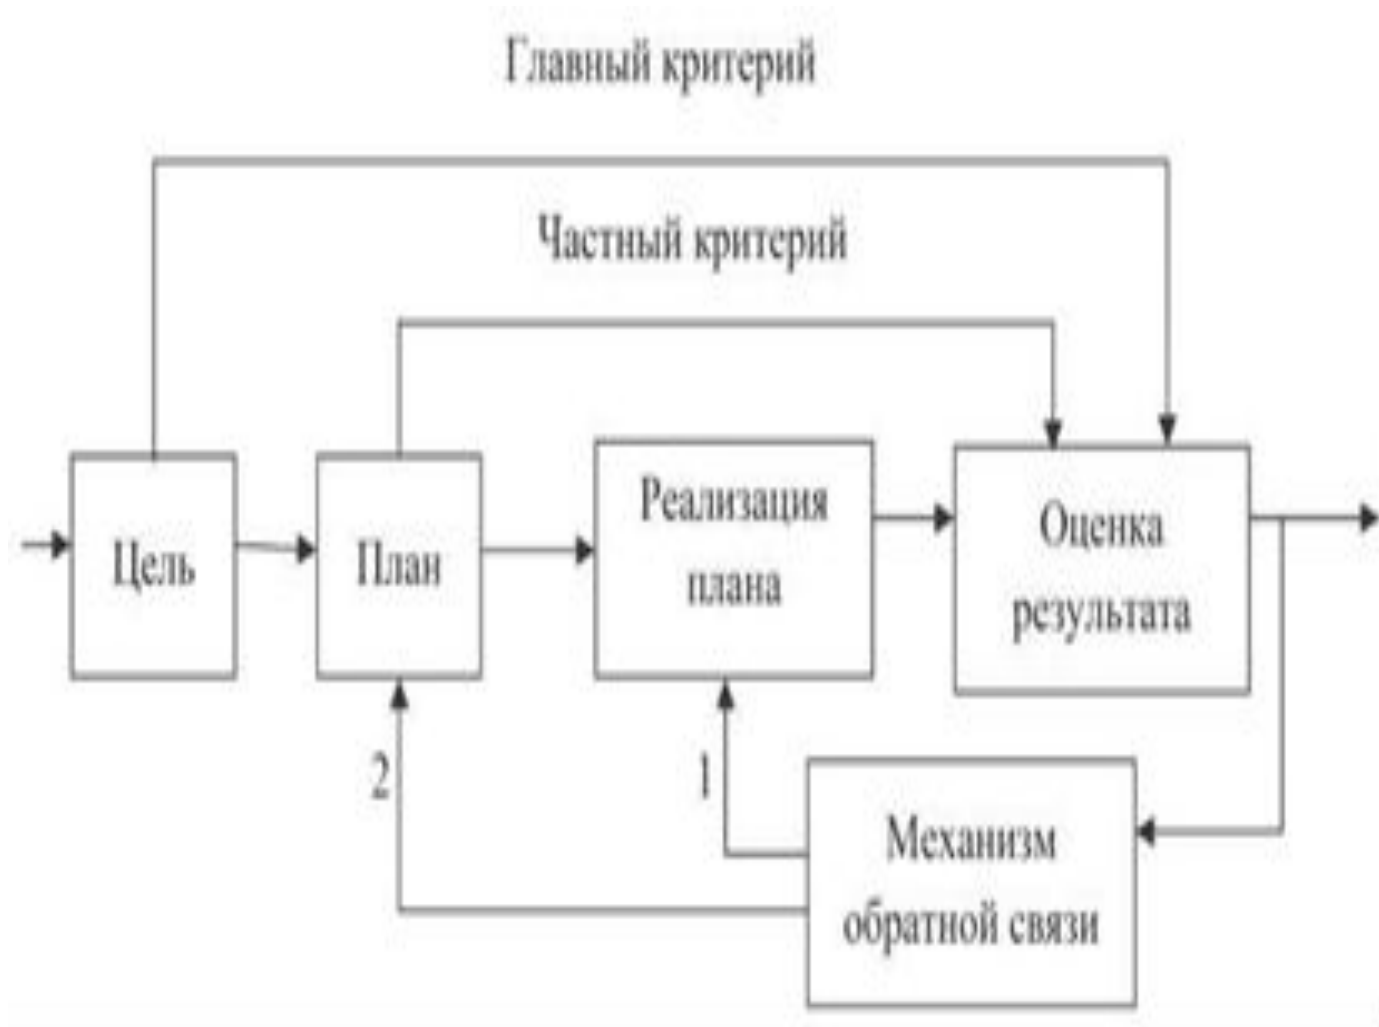 Главный критерий
Частный критерий
Цель
План
Реализация
плана
Оценка
результата
2
1
Механизм
обратной связи